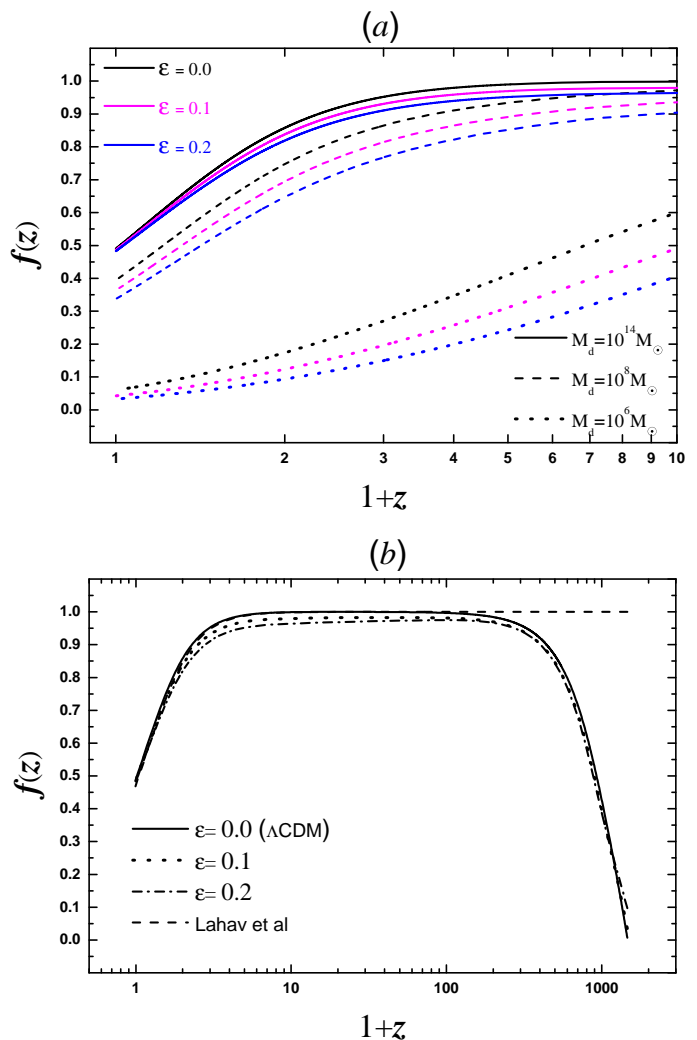 (a)
1.0
0.9
0.8
0.7
0.6
0.5
0.4
0.3
0.2
0.1
0.0
f(z)
ε = 0.0
ε = 0.1
ε = 0.2
M_d=10^14M_☉
M_d=10^8M_☉
M_d=10^6M_☉
1 2 3 4 5 6 7 8 9 10
1+z
(b)
1.0
0.9
0.8
0.7
0.6
0.5
0.4
0.3
0.2
0.1
0.0
f(z)
ε= 0.0 (ΛCDM)
ε= 0.1
ε= 0.2
Lahav et al
1 10 100 1000
1+z